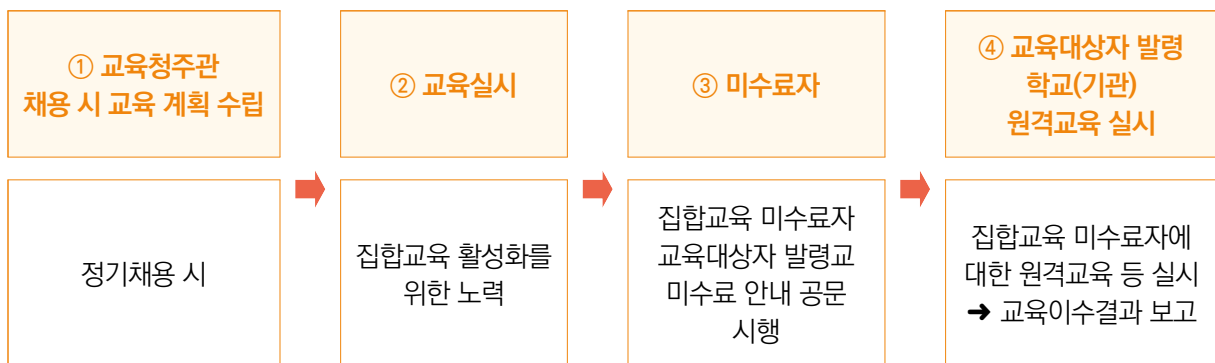 ① 교육청주관
채용 시 교육 계획 수립
② 교육실시
③ 미수료자
④ 교육대상자 발령
학교(기관)
원격교육 실시
정기채용 시
집합교육 활성화를
위한 노력
집합교육 미수료자
교육대상자 발령교
미수료 안내 공문
시행
집합교육 미수료자에
대한 원격교육 등 실시
➜ 교육이수결과 보고